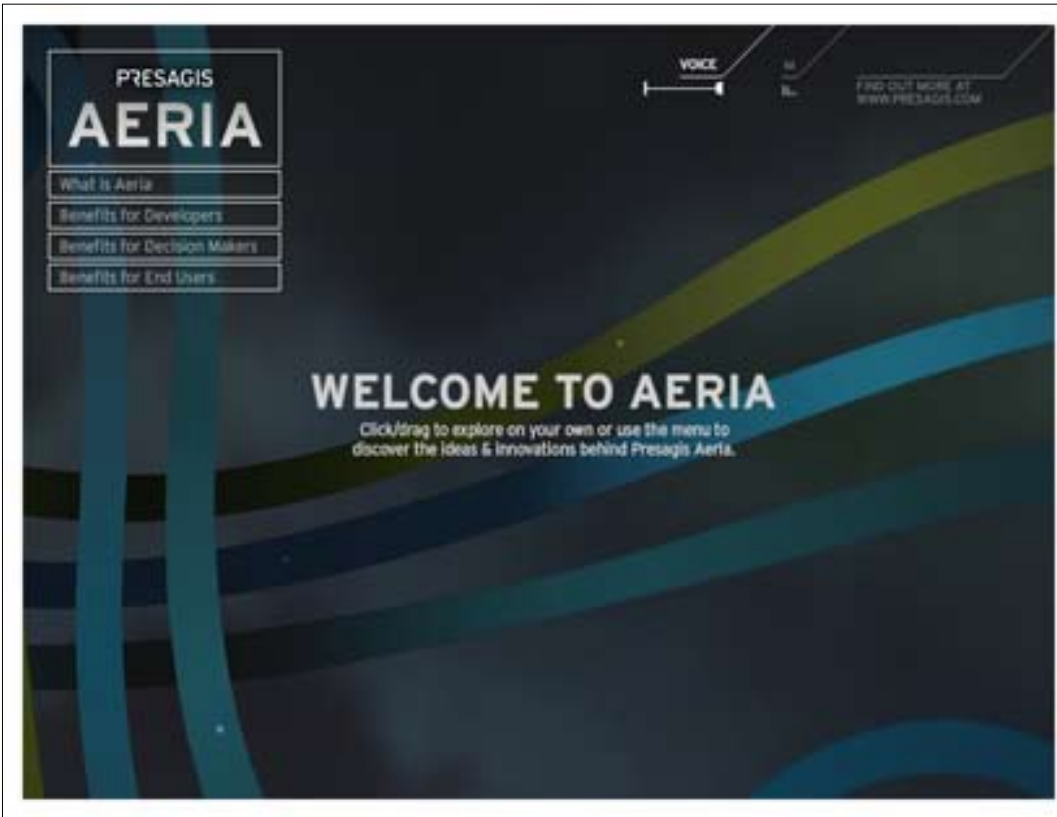 PRESAGIS
AERIA
What is Aeria
Benefits for Developers
Benefits for Decision Makers
Benefits for End Users
VOICE
FIND OUT MORE AT
WWW.PRESAGIS.COM
WELCOME TO AERIA
Click/drag to explore on your own or use the menu to
discover the ideas & innovations behind Presagis Aeria.